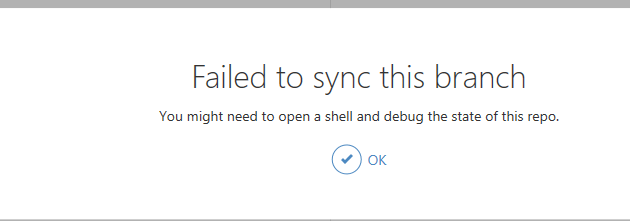 Failed to sync this branch
You might need to open a shell and debug the state of this repo.
OK